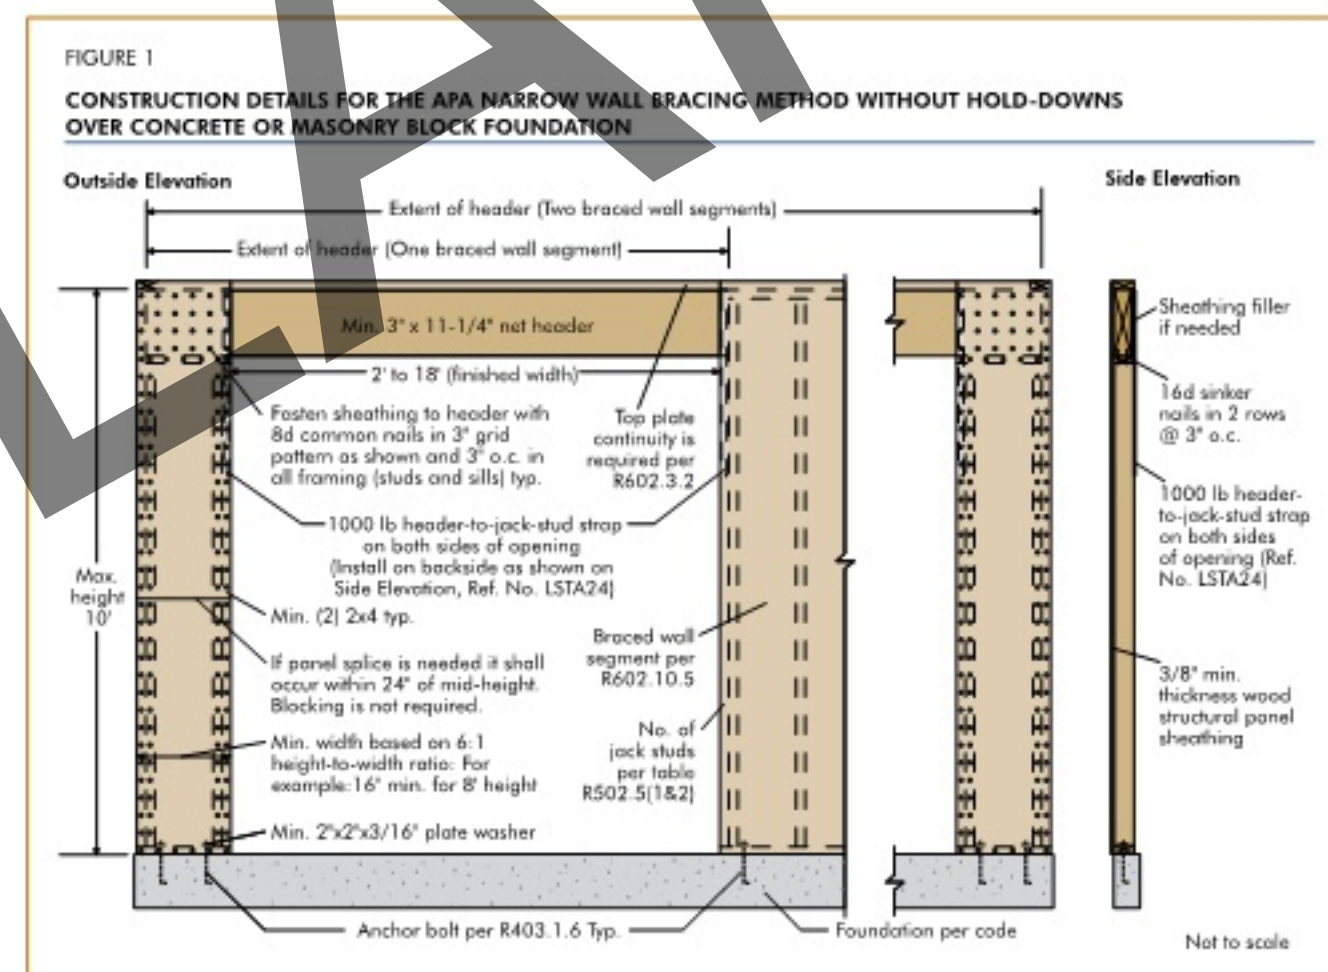 FIGURE 1
CONSTRUCTION DETAILS FOR THE APA NARROW WALL BRACING METHOD WITHOUT HOLD-DOWNS
OVER CONCRETE OR MASONRY BLOCK FOUNDATION
Outside Elevation
Side Elevation
Extent of header (Two braced wall segments)
Extent of header (One braced wall segment)
Min. 3" x 11-1/4" net header
2' to 18' (finished width)
Fasten sheathing to header with
8d common nails in 3" grid
pattern as shown and 3" o.c. in
all framing (studs and sills) typ.
Top plate
continuity is
required per
R602.3.2
1000 lb header-to-jack-stud strap
on both sides of opening
(Install on backside as shown on
Side Elevation, Ref. No. LSTA24)
Max.
height
10'
Min. (2) 2x4 typ.
If panel splice is needed it shall
occur within 24" of mid-height.
Blocking is not required.
Braced wall
segment per
R602.10.5
Min. width based on 6:1
height-to-width ratio: For
example:16" min. for 8' height
No. of
jack studs
per table
R502.5(1&2)
Min. 2"x2"x3/16" plate washer
Anchor bolt per R403.1.6 Typ.
Foundation per code
Sheathing filler
if needed
16d sinker
nails in 2 rows
@ 3" o.c.
1000 lb header-
to-jack-stud strap
on both sides
of opening (Ref.
No. LSTA24)
3/8" min.
thickness wood
structural panel
sheathing
Not to scale